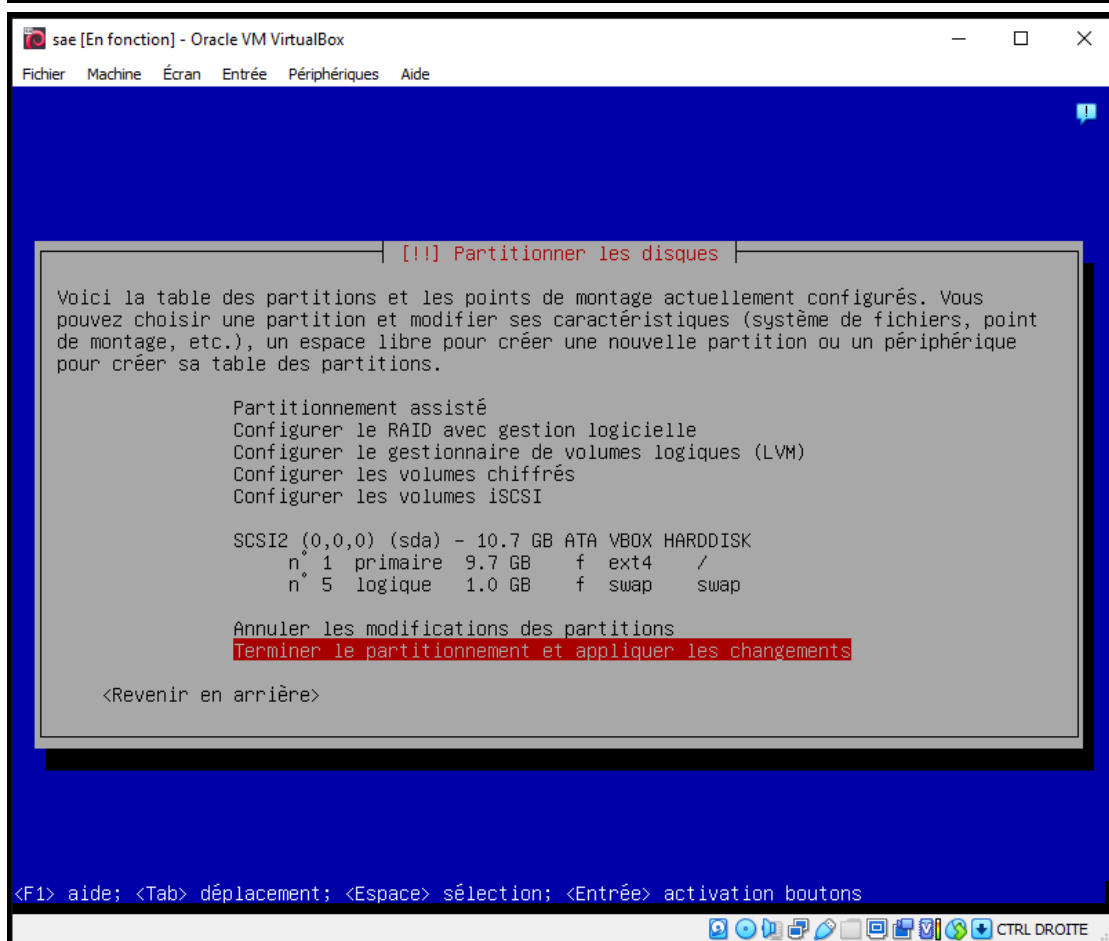 sae [En fonction] - Oracle VM VirtualBox
Fichier Machine Écran Entrée Périphériques Aide
[!!] Partitionner les disques
Voici la table des partitions et les points de montage actuellement configurés. Vous
pouvez choisir une partition et modifier ses caractéristiques (système de fichiers, point
de montage, etc.), un espace libre pour créer une nouvelle partition ou un périphérique
pour créer sa table des partitions.
Partitionnement assisté
Configurer le RAID avec gestion logicielle
Configurer le gestionnaire de volumes logiques (LVM)
Configurer les volumes chiffrés
Configurer les volumes iSCSI
SCSI2 (0,0,0) (sda) - 10.7 GB ATA VBOX HARDDISK
n° 1 primaire 9.7 GB f ext4 /
n° 5 logique 1.0 GB f swap swap
Annuler les modifications des partitions
Terminer le partitionnement et appliquer les changements
<Revenir en arrière>
<F1> aide; <Tab> déplacement; <Espace> sélection; <Entrée> activation boutons
CTRL DROITE